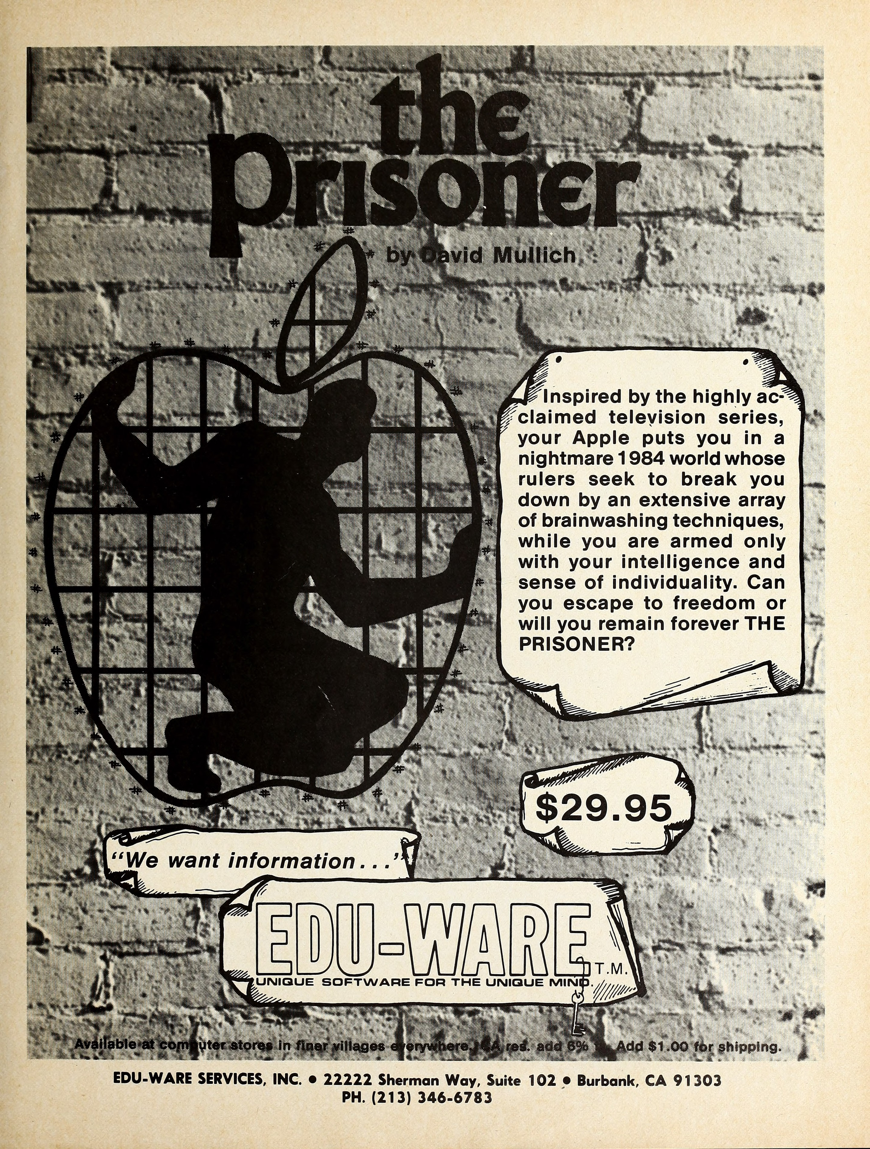 the
Prisoner
by David Mullich
Inspired by the highly ac-
claimed television series,
your Apple puts you in a
nightmare 1984 world whose
rulers seek to break you
down by an extensive array
of brainwashing techniques,
while you are armed only
with your intelligence and
sense of individuality. Can
you escape to freedom or
will you remain forever THE
PRISONER?
$29.95
“We want information...”
EDU-WARE T.M.
UNIQUE SOFTWARE FOR THE UNIQUE MIND.
Available at computer stores in finer villages everywhere. CA res. add 6% Add $1.00 for shipping.
EDU-WARE SERVICES, INC. • 22222 Sherman Way, Suite 102 • Burbank, CA 91303
PH. (213) 346-6783